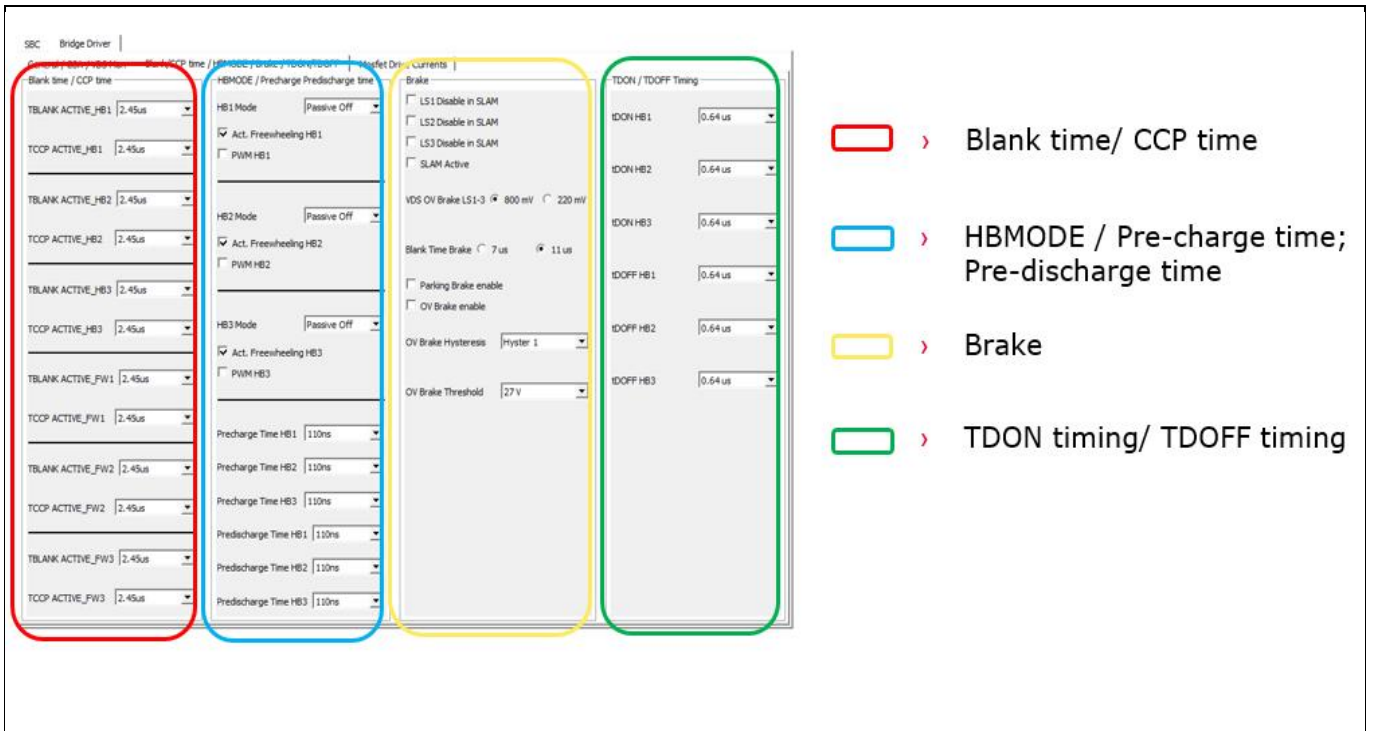 SBC Bridge Driver
Blank/CCP time / HBMODE / Brake / TDON/TDOFF Mosfet Drive Currents
Blank time / CCP time
TBLANK ACTIVE_HB1 2.45us
TCCP ACTIVE_HB1 2.45us
TBLANK ACTIVE_HB2 2.45us
TCCP ACTIVE_HB2 2.45us
TBLANK ACTIVE_HB3 2.45us
TCCP ACTIVE_HB3 2.45us
TBLANK ACTIVE_FW1 2.45us
TCCP ACTIVE_FW1 2.45us
TBLANK ACTIVE_FW2 2.45us
TCCP ACTIVE_FW2 2.45us
TBLANK ACTIVE_FW3 2.45us
TCCP ACTIVE_FW3 2.45us
HBMODE / Precharge Predischarge time
HB1 Mode Passive Off
Act. Freewheeling HB1
PWM HB1
HB2 Mode Passive Off
Act. Freewheeling HB2
PWM HB2
HB3 Mode Passive Off
Act. Freewheeling HB3
PWM HB3
Precharge Time HB1 110ns
Precharge Time HB2 110ns
Precharge Time HB3 110ns
Predischarge Time HB1 110ns
Predischarge Time HB2 110ns
Predischarge Time HB3 110ns
Brake
LS1 Disable in SLAM
LS2 Disable in SLAM
LS3 Disable in SLAM
SLAM Active
VDS OV Brake LS1-3 800 mV 220 mV
Blank Time Brake 7 us 11 us
Parking Brake enable
OV Brake enable
OV Brake Hysteresis Hyster 1
OV Brake Threshold 27 V
TDON / TDOFF Timing
tDON HB1 0.64 us
tDON HB2 0.64 us
tDON HB3 0.64 us
tDOFF HB1 0.64 us
tDOFF HB2 0.64 us
tDOFF HB3 0.64 us
› Blank time/ CCP time
› HBMODE / Pre-charge time;
Pre-discharge time
› Brake
› TDON timing/ TDOFF timing